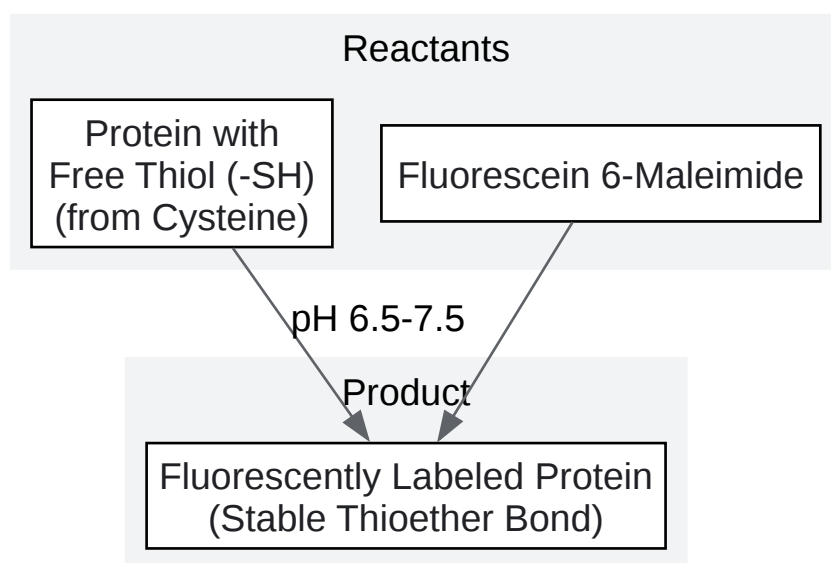 Reactants
Protein with
Free Thiol (-SH)
(from Cysteine)
Fluorescein 6-Maleimide
pH 6.5-7.5
Product
Fluorescently Labeled Protein
(Stable Thioether Bond)